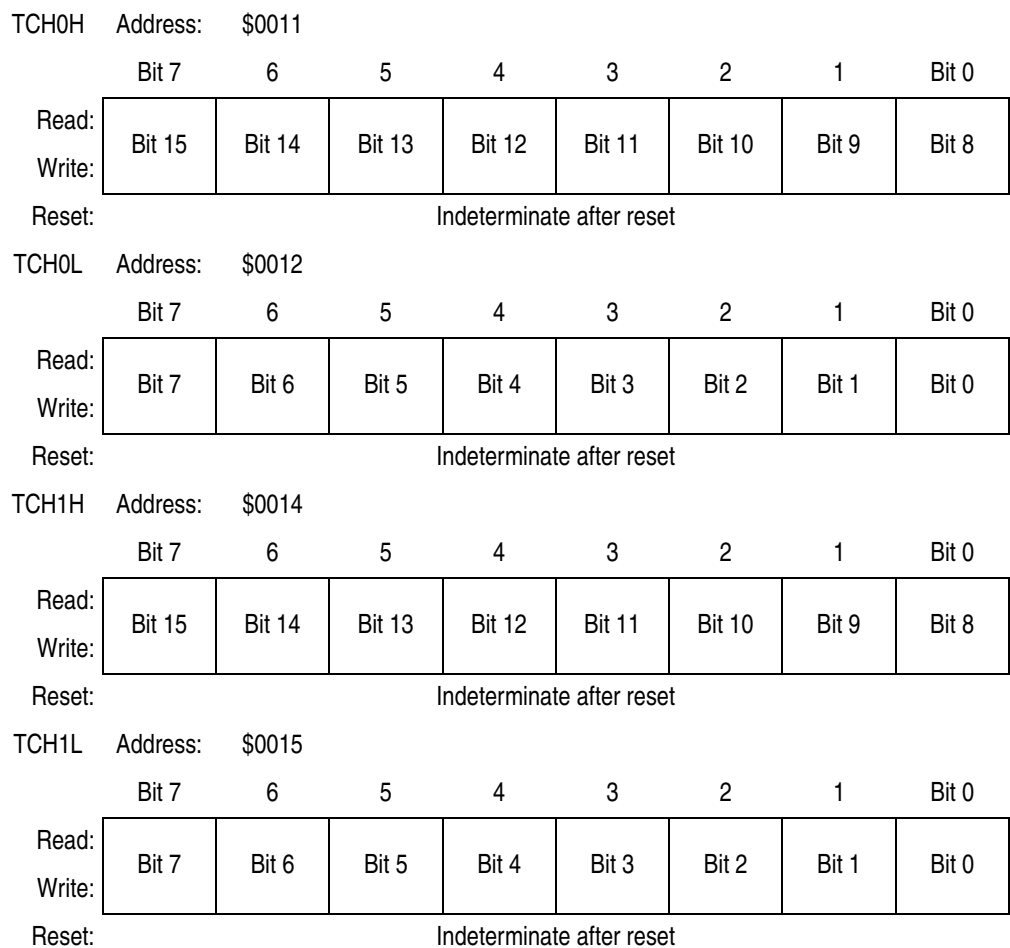 TCH0H Address: $0011
Bit 7 6 5 4 3 2 1 Bit 0
Read:
Bit 15 Bit 14 Bit 13 Bit 12 Bit 11 Bit 10 Bit 9 Bit 8
Write:
Reset: Indeterminate after reset
TCH0L Address: $0012
Bit 7 6 5 4 3 2 1 Bit 0
Read:
Bit 7 Bit 6 Bit 5 Bit 4 Bit 3 Bit 2 Bit 1 Bit 0
Write:
Reset: Indeterminate after reset
TCH1H Address: $0014
Bit 7 6 5 4 3 2 1 Bit 0
Read:
Bit 15 Bit 14 Bit 13 Bit 12 Bit 11 Bit 10 Bit 9 Bit 8
Write:
Reset: Indeterminate after reset
TCH1L Address: $0015
Bit 7 6 5 4 3 2 1 Bit 0
Read:
Bit 7 Bit 6 Bit 5 Bit 4 Bit 3 Bit 2 Bit 1 Bit 0
Write:
Reset: Indeterminate after reset